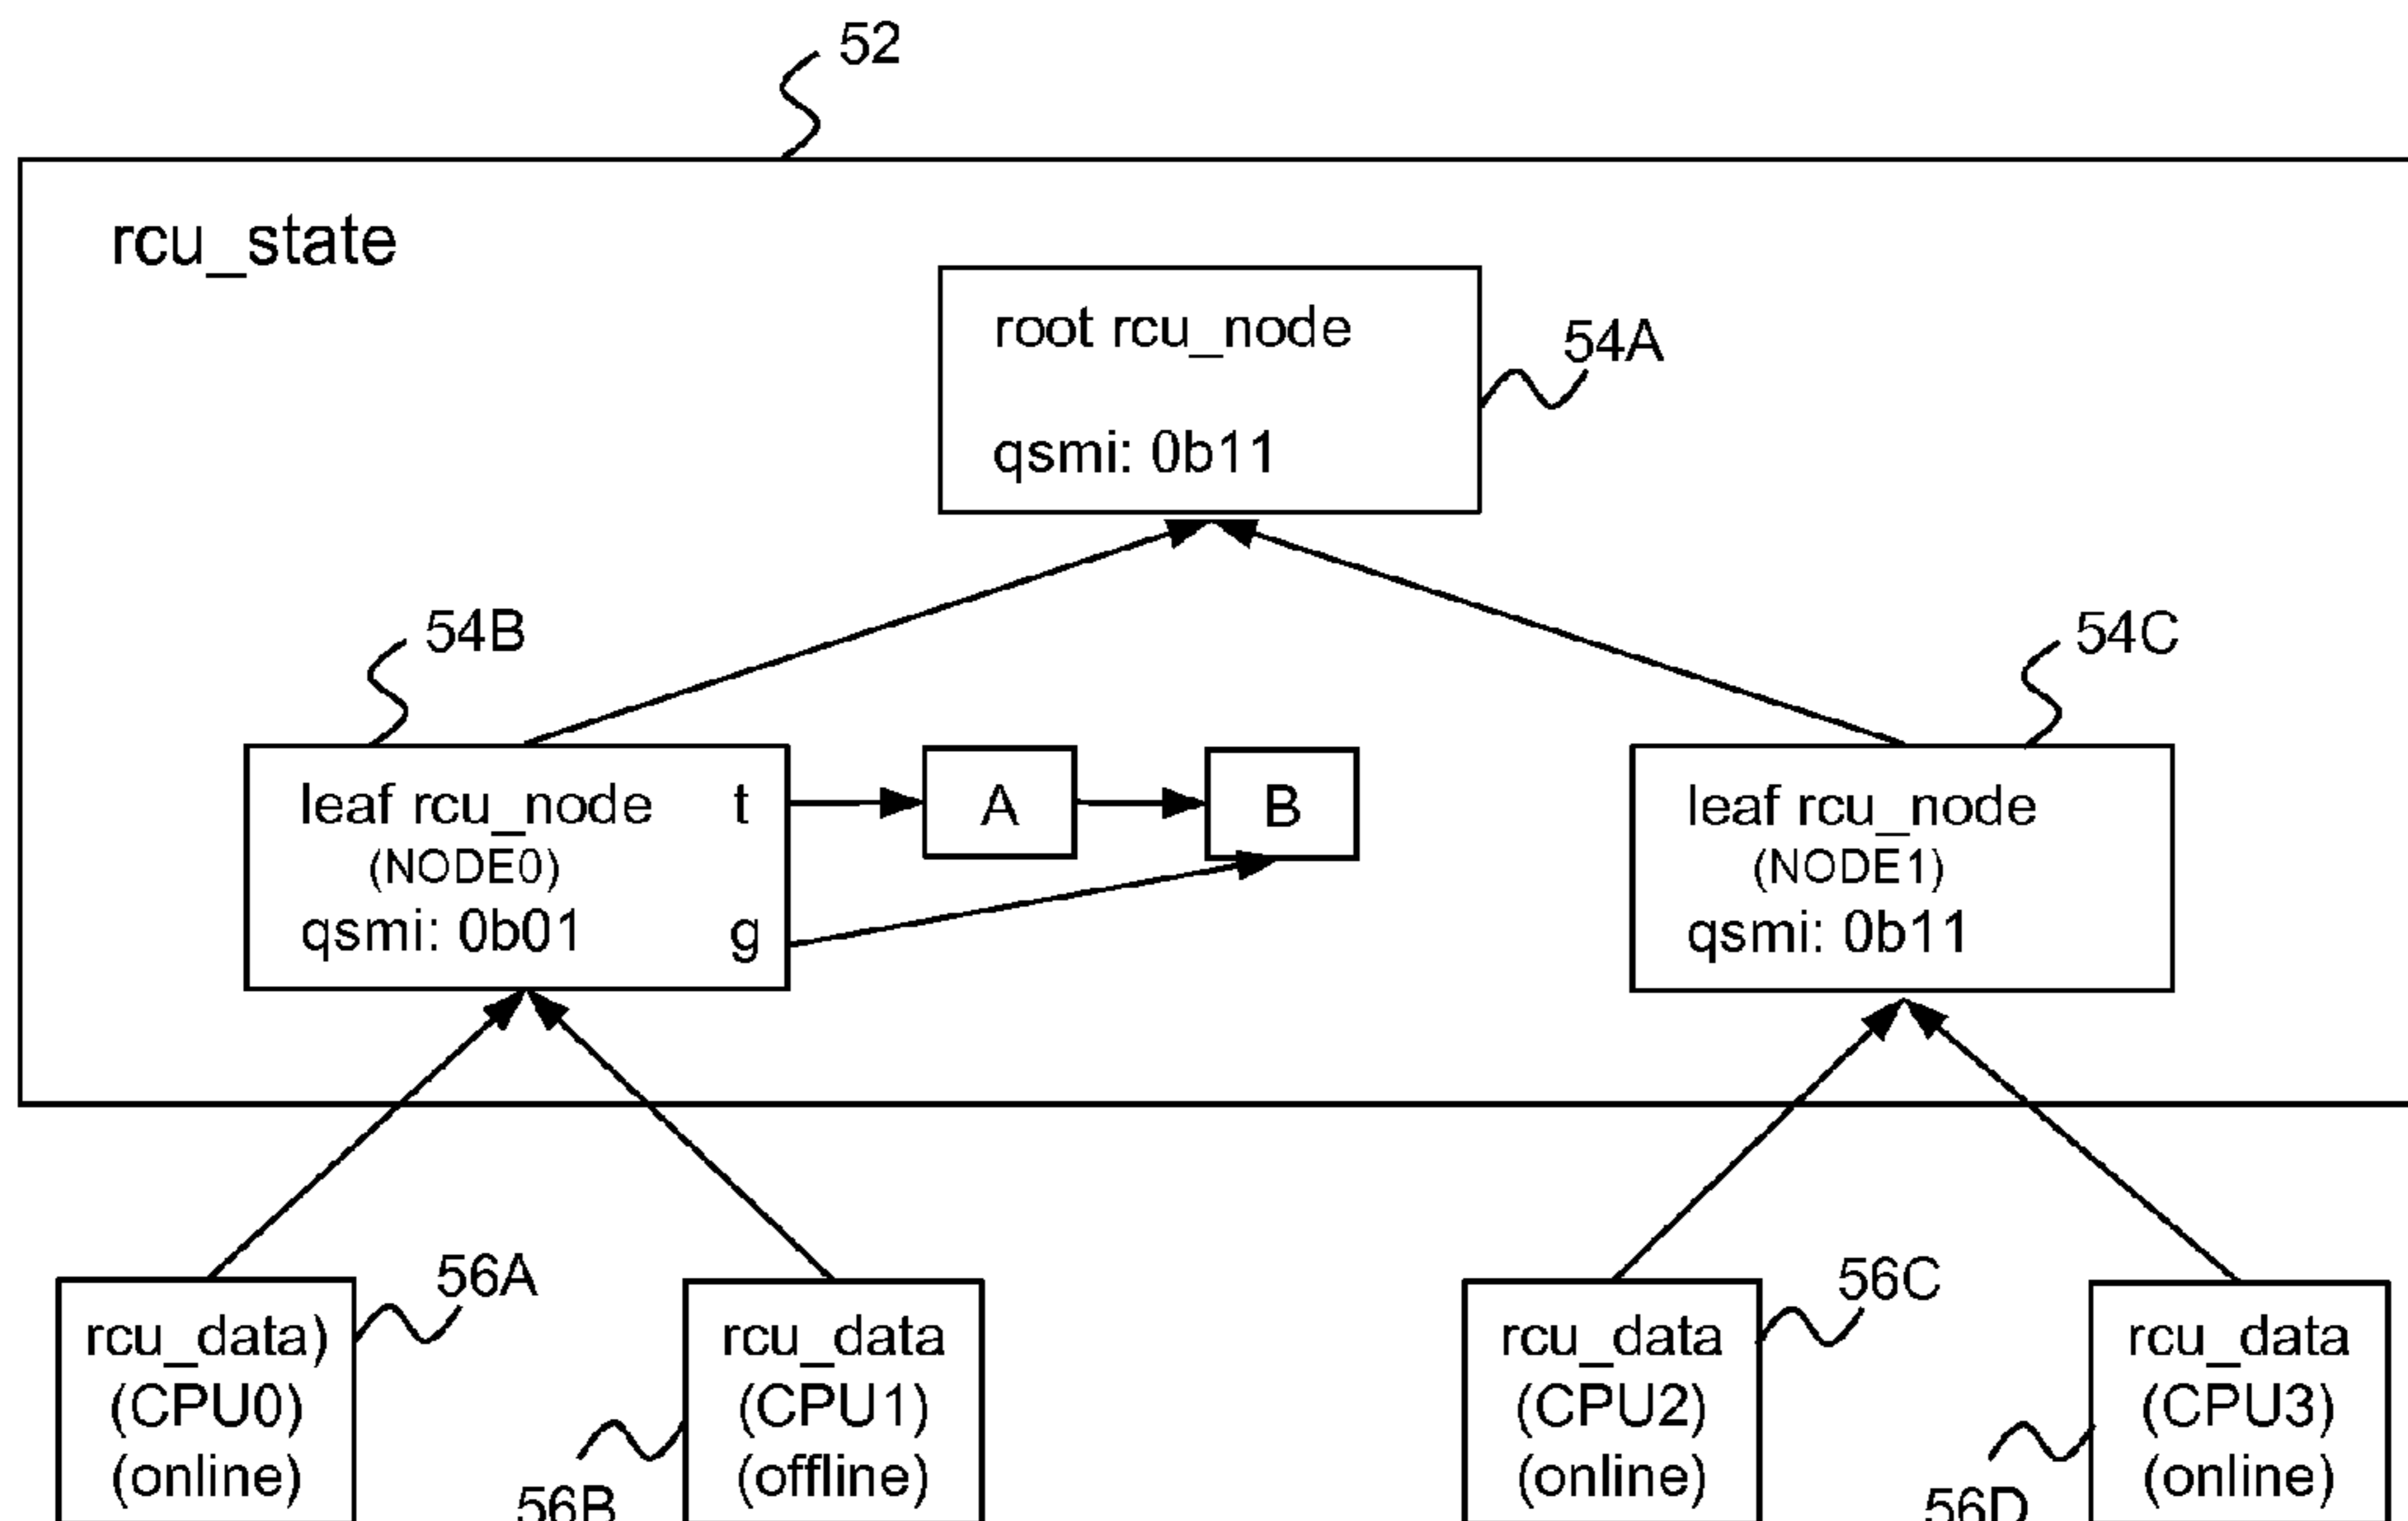 52
rcu_state
root rcu_node
54A
qsmi: 0b11
54B
54C
leaf rcu_node t
(NODE0)
qsmi: 0b01 g
A
B
leaf rcu_node
(NODE1)
qsmi: 0b11
56A
rcu_data)
(CPU0)
(online)
56B
rcu_data
(CPU1)
(offline)
56C
rcu_data
(CPU2)
(online)
56D
rcu_data
(CPU3)
(online)